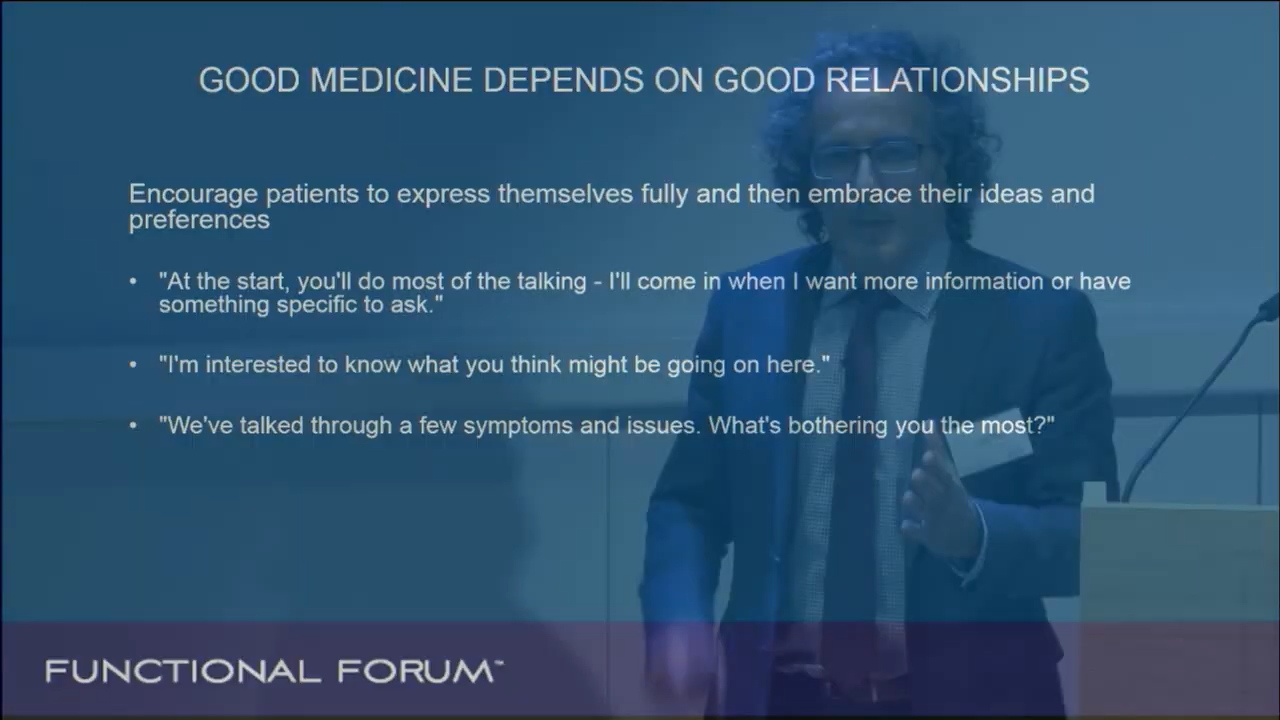 GOOD MEDICINE DEPENDS ON GOOD RELATIONSHIPS
Encourage patients to express themselves fully and then embrace their ideas and
preferences
• "At the start, you'll do most of the talking - I'll come in when I want more information or have
something specific to ask."
• "I'm interested to know what you think might be going on here."
• "We've talked through a few symptoms and issues. What's bothering you the most?"
FUNCTIONAL FORUM™